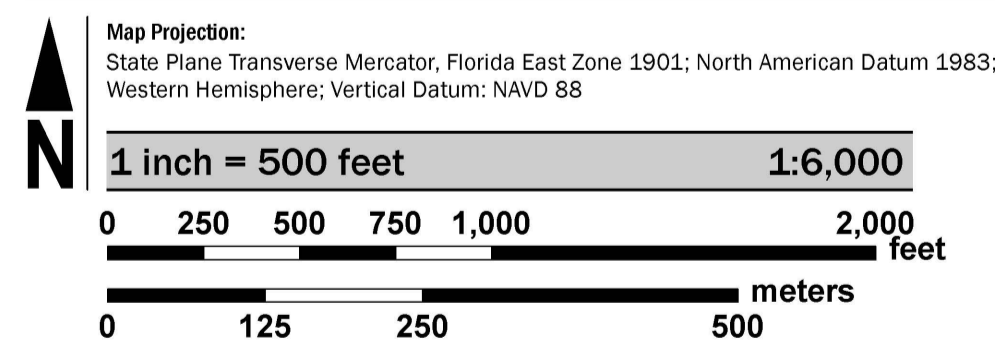 Map Projection:
State Plane Transverse Mercator, Florida East Zone 1901; North American Datum 1983;
Western Hemisphere; Vertical Datum: NAVD 88
N
1 inch = 500 feet 1:6,000
0 250 500 750 1,000 2,000
feet
meters
0 125 250 500